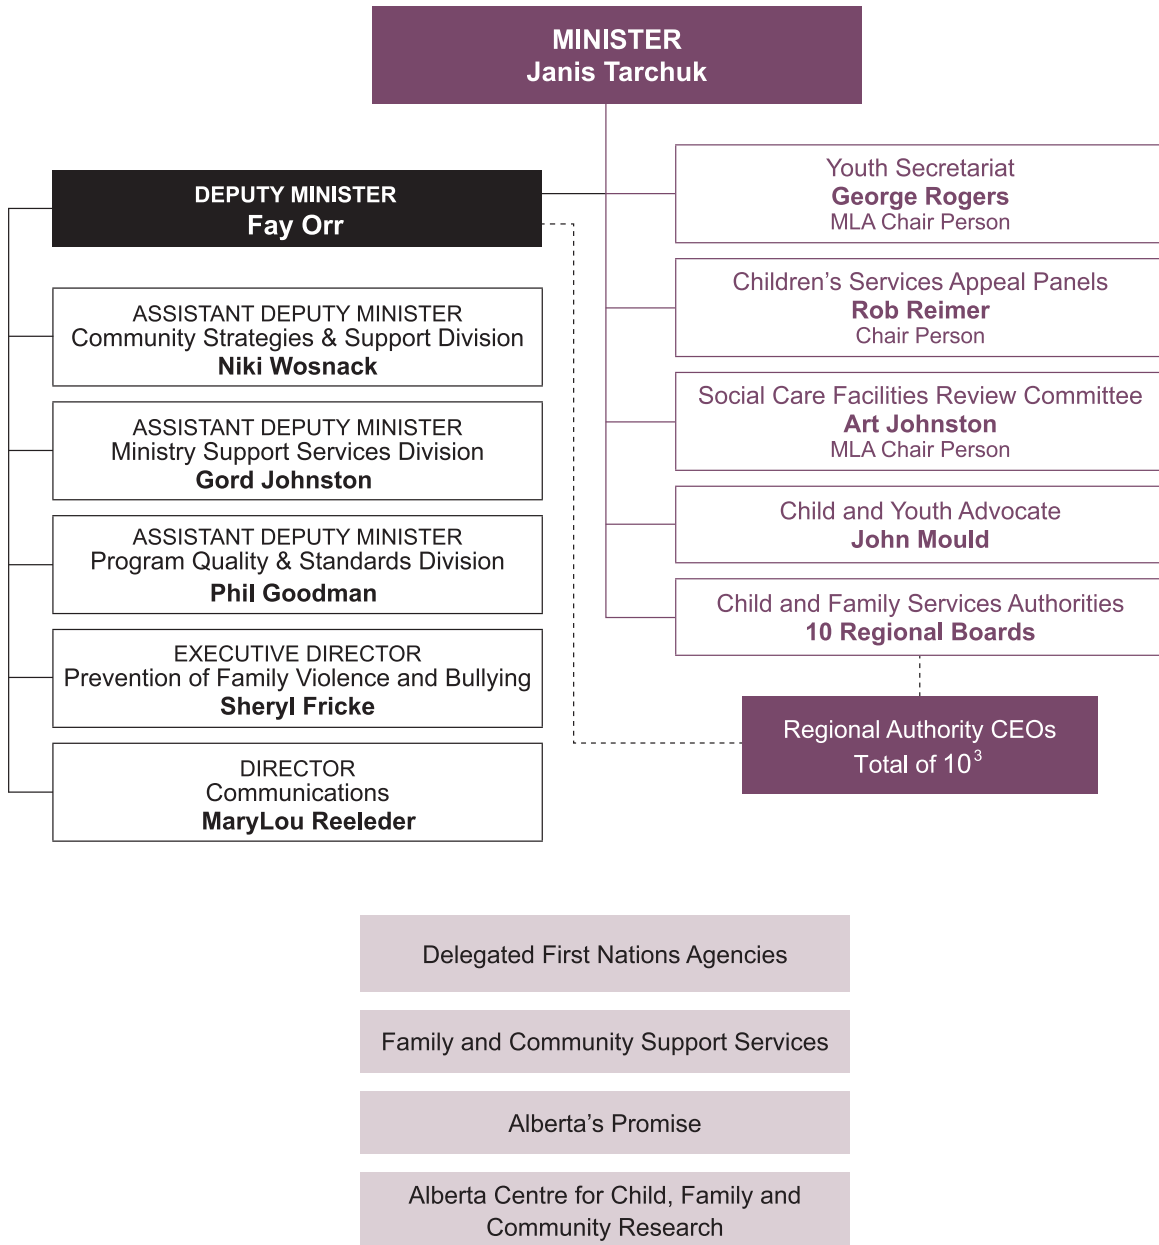 MINISTER
Janis Tarchuk
DEPUTY MINISTER
Fay Orr
ASSISTANT DEPUTY MINISTER
Community Strategies & Support Division
Niki Wosnack
ASSISTANT DEPUTY MINISTER
Ministry Support Services Division
Gord Johnston
ASSISTANT DEPUTY MINISTER
Program Quality & Standards Division
Phil Goodman
EXECUTIVE DIRECTOR
Prevention of Family Violence and Bullying
Sheryl Fricke
DIRECTOR
Communications
MaryLou Reeleder
Youth Secretariat
George Rogers
MLA Chair Person
Children's Services Appeal Panels
Rob Reimer
Chair Person
Social Care Facilities Review Committee
Art Johnston
MLA Chair Person
Child and Youth Advocate
John Mould
Child and Family Services Authorities
10 Regional Boards
Regional Authority CEOs
Total of 10³
Delegated First Nations Agencies
Family and Community Support Services
Alberta's Promise
Alberta Centre for Child, Family and
Community Research